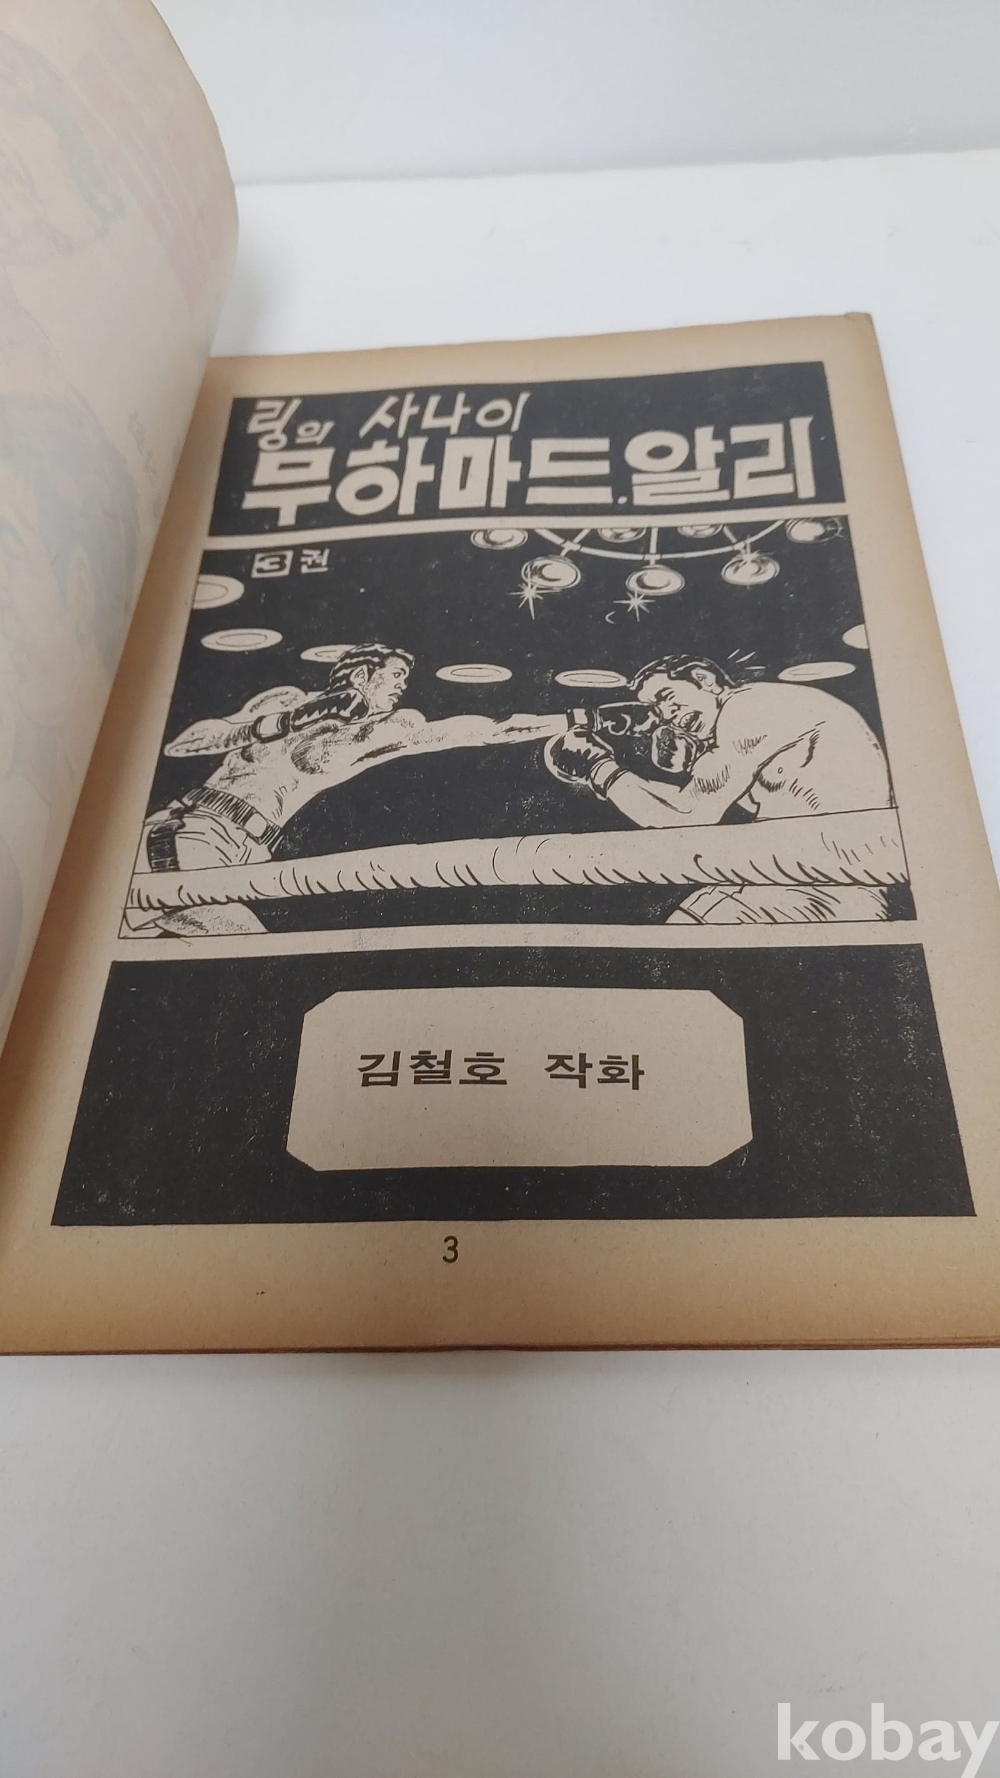 링의 사나이
무하마드.알리
3권
김철호 작화
3
kobay